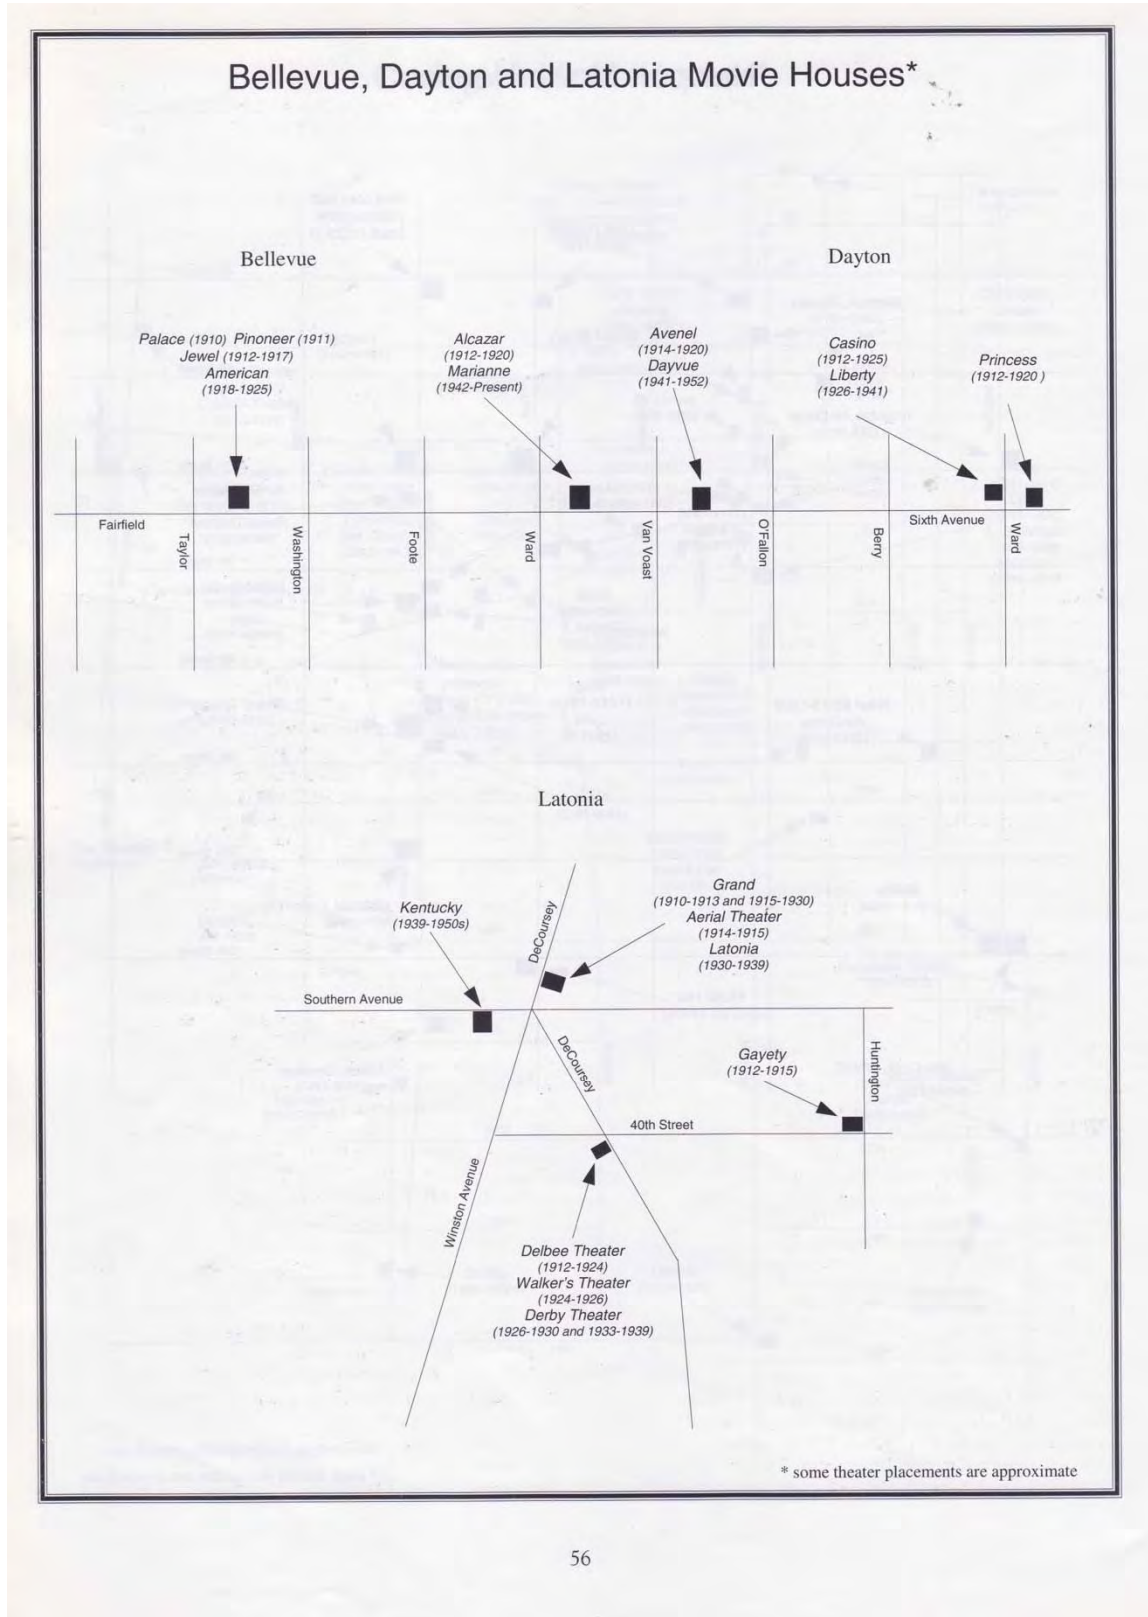 Bellevue, Dayton and Latonia Movie Houses*
Bellevue
Dayton
Palace (1910) Pinoneer (1911)
Jewel (1912-1917)
American
(1918-1925)
Alcazar
(1912-1920)
Marianne
(1942-Present)
Avenel
(1914-1920)
Dayvue
(1941-1952)
Casino
(1912-1925)
Liberty
(1926-1941)
Princess
(1912-1920 )
Fairfield
Taylor
Washington
Foote
Ward
Van Voast
O'Fallon
Berry
Sixth Avenue
Ward
Latonia
Kentucky
(1939-1950s)
DeCoursey
Grand
(1910-1913 and 1915-1930)
Aerial Theater
(1914-1915)
Latonia
(1930-1939)
Southern Avenue
DeCoursey
Gayety
(1912-1915)
Huntington
40th Street
Winston Avenue
Delbee Theater
(1912-1924)
Walker's Theater
(1924-1926)
Derby Theater
(1926-1930 and 1933-1939)
* some theater placements are approximate
56